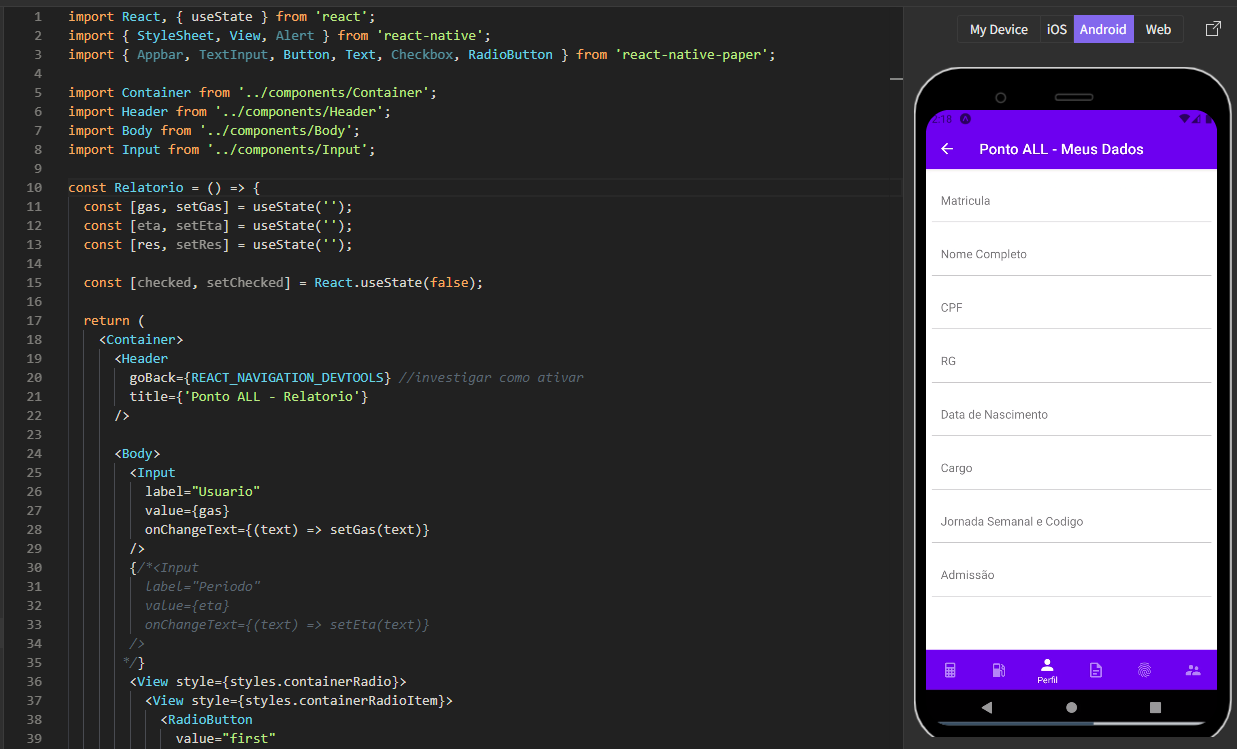 1 import React, { useState } from 'react';
2 import { StyleSheet, View, Alert } from 'react-native';
3 import { Appbar, TextInput, Button, Text, Checkbox, RadioButton } from 'react-native-paper';
4
5 import Container from '../components/Container';
6 import Header from '../components/Header';
7 import Body from '../components/Body';
8 import Input from '../components/Input';
9
10 const Relatorio = () => {
11 const [gas, setGas] = useState('');
12 const [eta, setEta] = useState('');
13 const [res, setRes] = useState('');
14
15 const [checked, setChecked] = React.useState(false);
16
17 return (
18 <Container>
19 <Header
20 goBack={REACT_NAVIGATION_DEVTOOLS} //investigar como ativar
21 title={'Ponto ALL - Relatorio'}
22 />
23
24 <Body>
25 <Input
26 label="Usuario"
27 value={gas}
28 onChangeText={(text) => setGas(text)}
29 />
30 {/*<Input
31 label="Periodo"
32 value={eta}
33 onChangeText={(text) => setEta(text)}
34 />
35 */}
36 <View style={styles.containerRadio}>
37 <View style={styles.containerRadioItem}>
38 <RadioButton
39 value="first"
My Device iOS Android Web
2:18
Ponto ALL - Meus Dados
Matricula
Nome Completo
CPF
RG
Data de Nascimento
Cargo
Jornada Semanal e Codigo
Admissão
Perfil